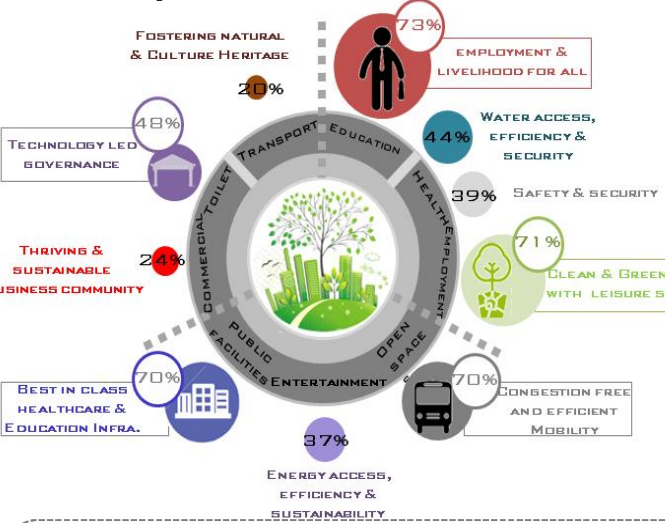 Fostering natural
& Culture Heritage
20%
73%
employment &
livelihood for all
44%
Water access,
efficiency &
security
39%
Safety & security
71%
Clean & Green
with leisure s
70%
Congestion free
and efficient
Mobility
37%
Energy access,
efficiency &
sustainability
70%
Best in class
healthcare &
Education Infra.
24%
Thriving &
sustainable
usiness community
48%
Technology led
governance
Transport
Education
Health
Employment
Open
space
Entertainment
Public
facilities
Commercial
Toilet